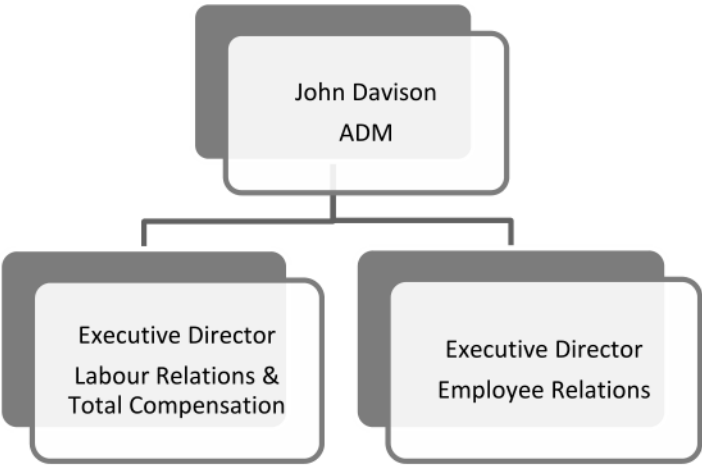 John Davison
ADM
Executive Director
Labour Relations &
Total Compensation
Executive Director
Employee Relations